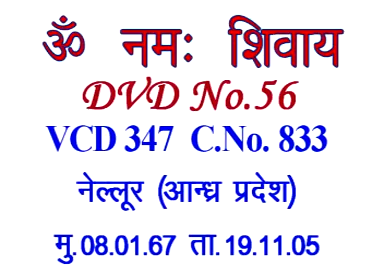 ॐ नमः शिवाय
DVD No.56
VCD 347 C.No. 833
नेल्लूर (आन्ध्र प्रदेश)
मु.08.01.67 ता.19.11.05